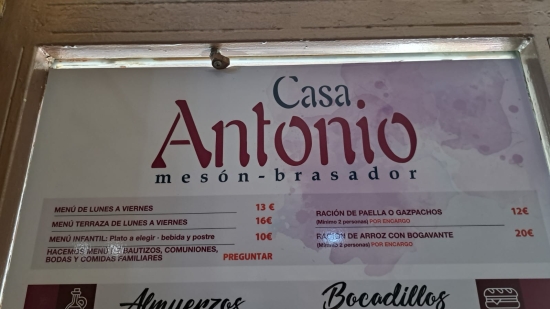 Casa
Antonio
mesón-brasador
MENÚ DE LUNES A VIERNES 13 €
MENÚ TERRAZA DE LUNES A VIERNES 16€
MENÚ INFANTIL: Plato a elegir - bebida y postre 10€
HACEMOS MENÚS BAUTIZOS, COMUNIONES,
BODAS Y COMIDAS FAMILIARES PREGUNTAR
RACIÓN DE PAELLA O GAZPACHOS 12€
(Mínimo 2 personas) POR ENCARGO
RACIÓN DE ARROZ CON BOGAVANTE 20€
(Mínimo 2 personas) POR ENCARGO
Almuerzos
Bocadillos